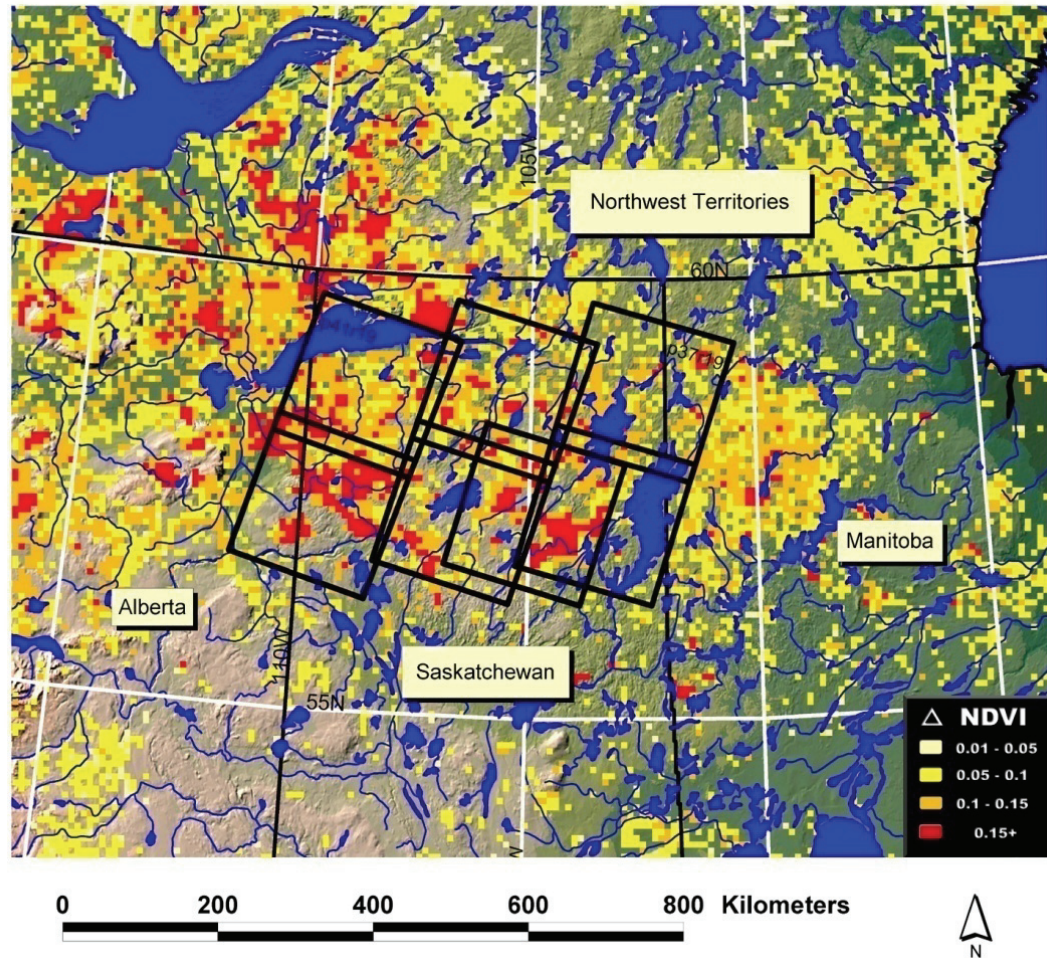 105W
Northwest Territories
60N
Manitoba
Alberta
110W
Saskatchewan
55N
W
△ NDVI
0.01 - 0.05
0.05 - 0.1
0.1 - 0.15
0.15+
0 200 400 600 800 Kilometers
N